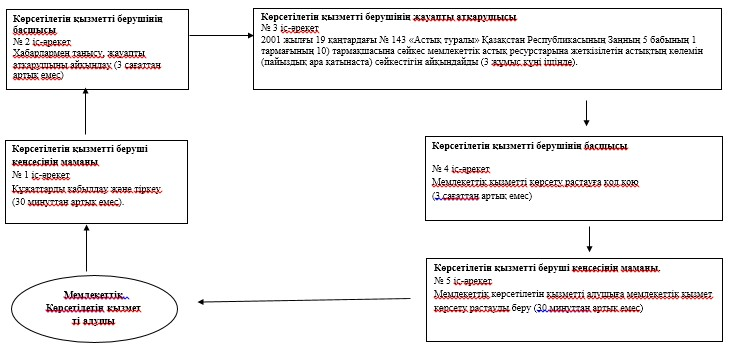 Көрсетілетін қызметті берушінің
басшысы
№ 2 іс-әрекет
Хабарлармен танысу, жауапты
атқарушыны айқындау (3 сағаттан
артық емес)
Көрсетілетін қызметті берушінің жауапты атқарушысы
№ 3 іс-әрекет
2001 жылғы 19 қаңтардағы № 143 «Астық туралы» Қазақстан Республикасының Заңның 5 бабының 1
тармағының 10) тармақшасына сәйкес мемлекеттік астық ресурстарына жеткізілетін астықтың көлемін
(пайыздық ара қатынаста) сәйкестігін айқындайды (3 жұмыс күні ішінде).
Көрсетілетін қызметті беруші
кеңсесінің маманы
№ 1 іс-әрекет
Құжаттарды қабылдау және тіркеу.
(30 минуттан артық емес).
Көрсетілетін қызметті берушінің басшысы
№ 4 іс-әрекет
Мемлекеттік қызметті көрсету растауға қол қою
(3 сағаттан артық емес)
Көрсетілетін қызметті беруші кеңсесінің маманы
№ 5 іс-әрекет
Мемлекеттік көрсетілетін қызметті алушыға мемлекеттік қызмет
көрсету растауды беру (30 минуттан артық емес)
Мемлекеттік
Көрсетілетін қызмет
ті алушы